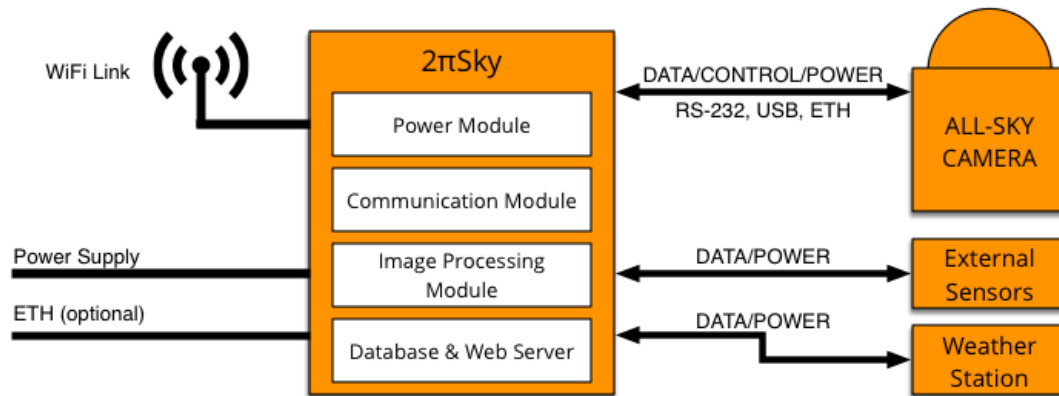 WiFi Link
2πSky
Power Module
Communication Module
Image Processing
Module
Database & Web Server
Power Supply
ETH (optional)
DATA/CONTROL/POWER
RS-232, USB, ETH
DATA/POWER
DATA/POWER
ALL-SKY
CAMERA
External
Sensors
Weather
Station